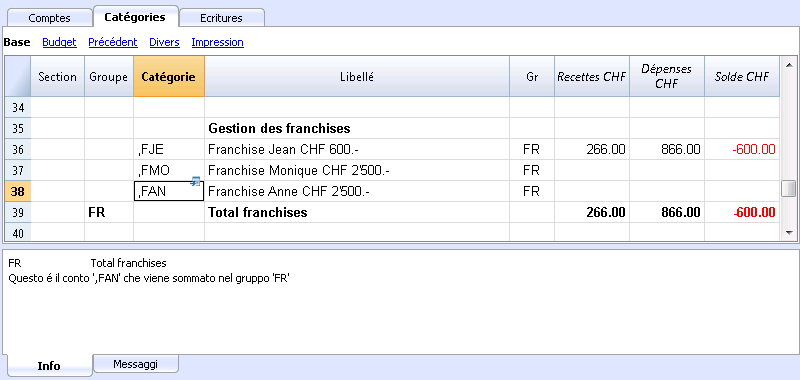 Comptes Catégories Ecritures
Base Budget Précédent Divers Impression
Section Groupe Catégorie Libellé Gr Recettes CHF Dépenses CHF Solde CHF
34
35 Gestion des franchises
36 ,FJE Franchise Jean CHF 600.- FR 266.00 866.00 -600.00
37 ,FMO Franchise Monique CHF 2'500.- FR
38 ,FAN Franchise Anne CHF 2'500.- FR
39 FR Total franchises 266.00 866.00 -600.00
40
FR Total franchises
Questo é il conto ',FAN' che viene sommato nel gruppo 'FR'
Info Messaggi